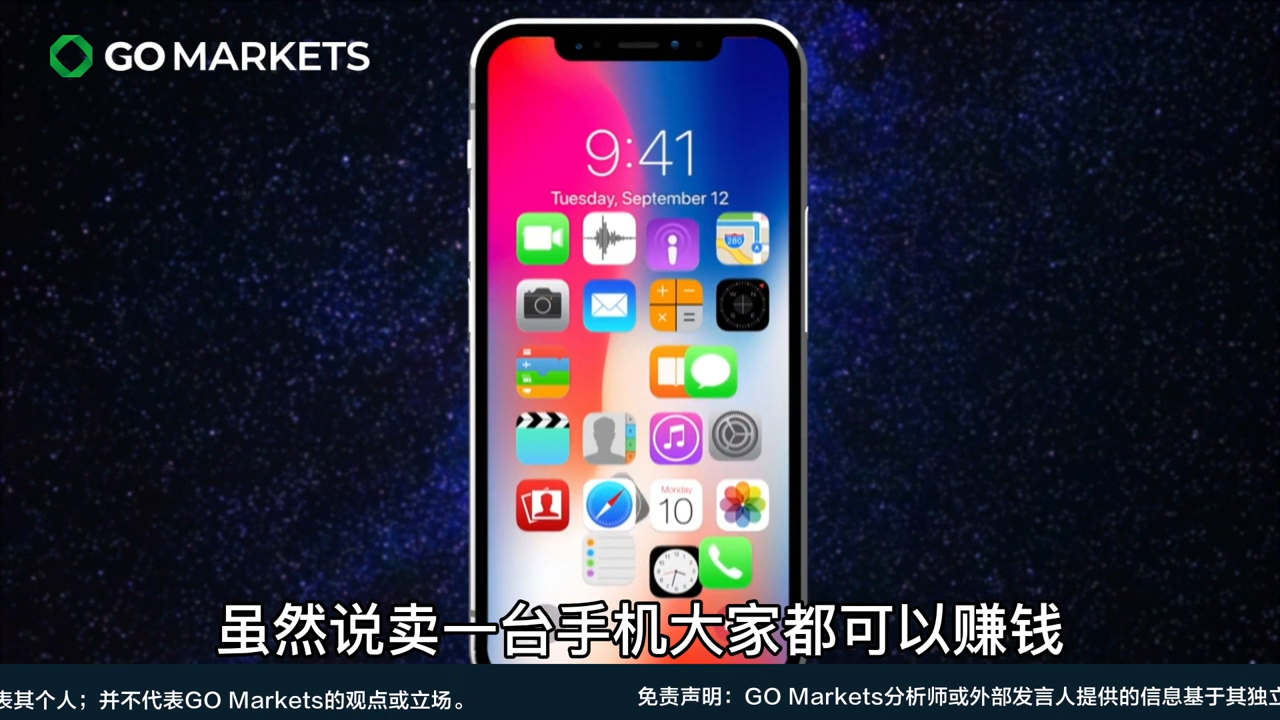 GO MARKETS
9:41
Tuesday, September 12
280
Monday
10
虽然说卖一台手机大家都可以赚钱
表其个人；并不代表GO Markets的观点或立场。
免责声明：GO Markets分析师或外部发言人提供的信息基于其独立